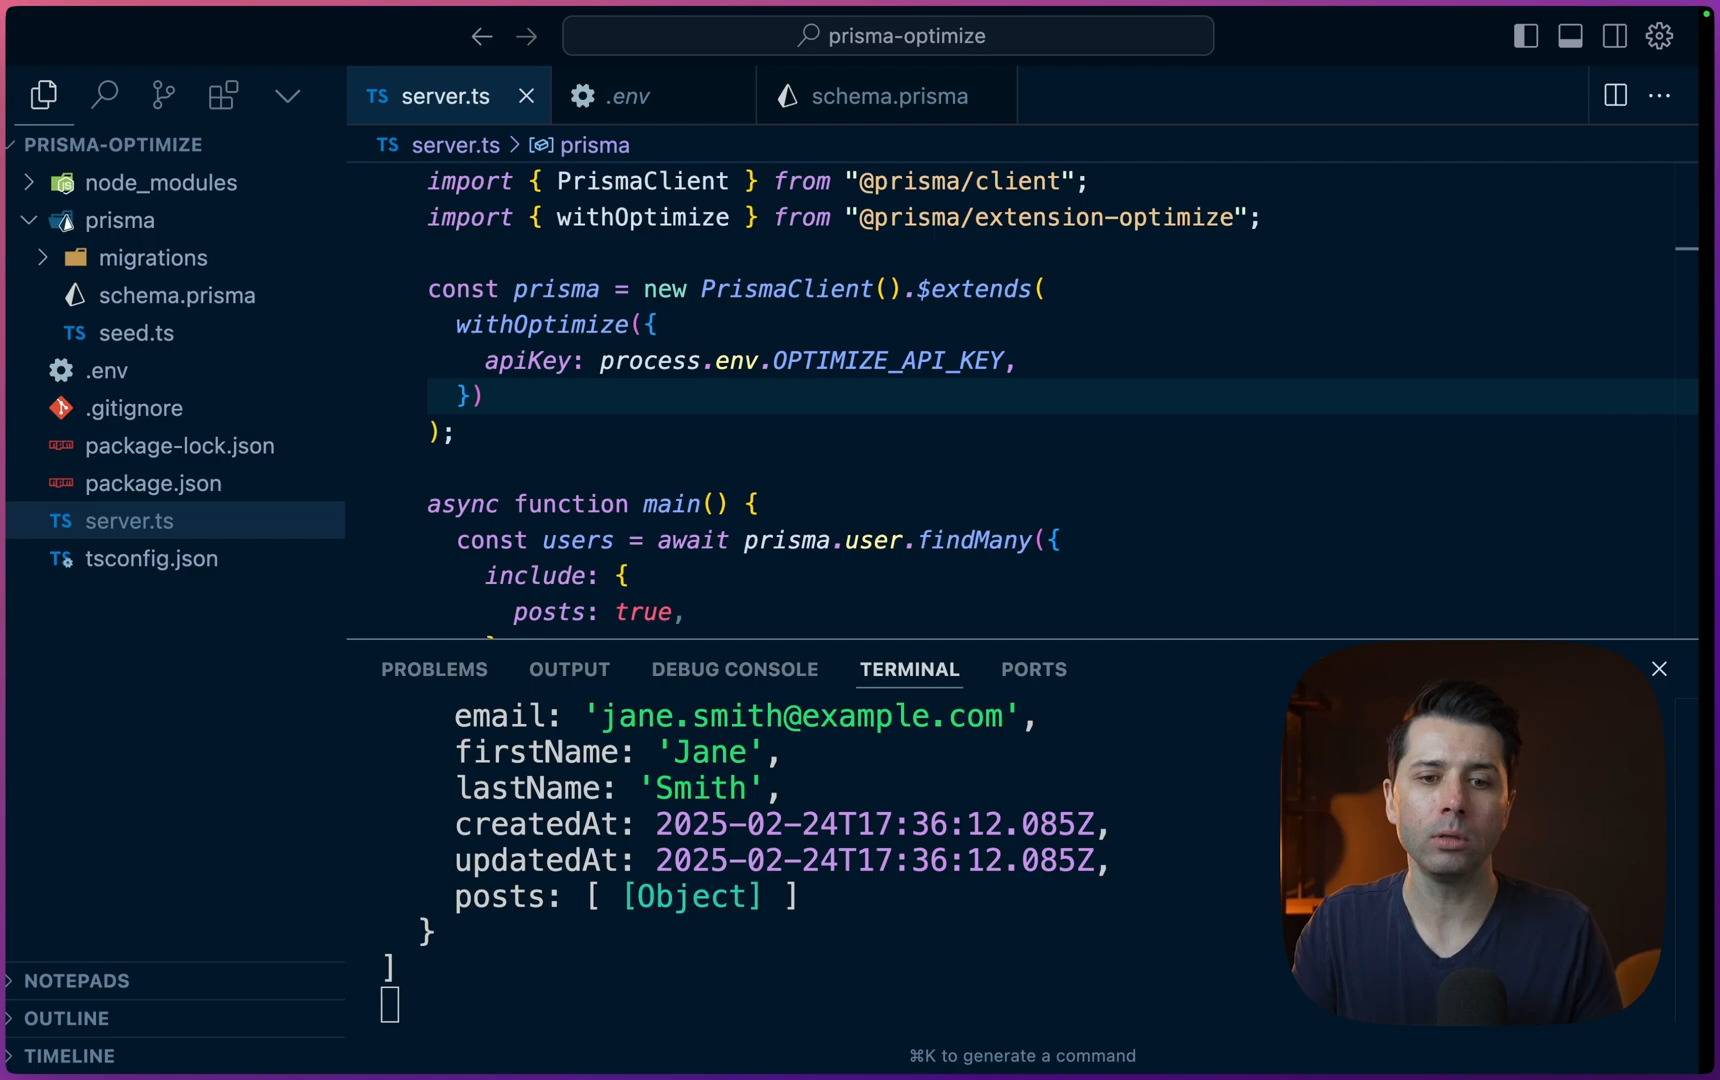 prisma-optimize
TS server.ts
.env
schema.prisma
PRISMA-OPTIMIZE
node_modules
prisma
migrations
schema.prisma
TS seed.ts
.env
.gitignore
package-lock.json
package.json
TS server.ts
TS tsconfig.json
NOTEPADS
OUTLINE
TIMELINE
TS server.ts > prisma
import { PrismaClient } from "@prisma/client";
import { withOptimize } from "@prisma/extension-optimize";
const prisma = new PrismaClient().$extends(
withOptimize({
apiKey: process.env.OPTIMIZE_API_KEY,
})
);
async function main() {
const users = await prisma.user.findMany({
include: {
posts: true,
PROBLEMS OUTPUT DEBUG CONSOLE TERMINAL PORTS
email: 'jane.smith@example.com',
firstName: 'Jane',
lastName: 'Smith',
createdAt: 2025-02-24T17:36:12.085Z,
updatedAt: 2025-02-24T17:36:12.085Z,
posts: [ [Object] ]
}
]
⌘K to generate a command